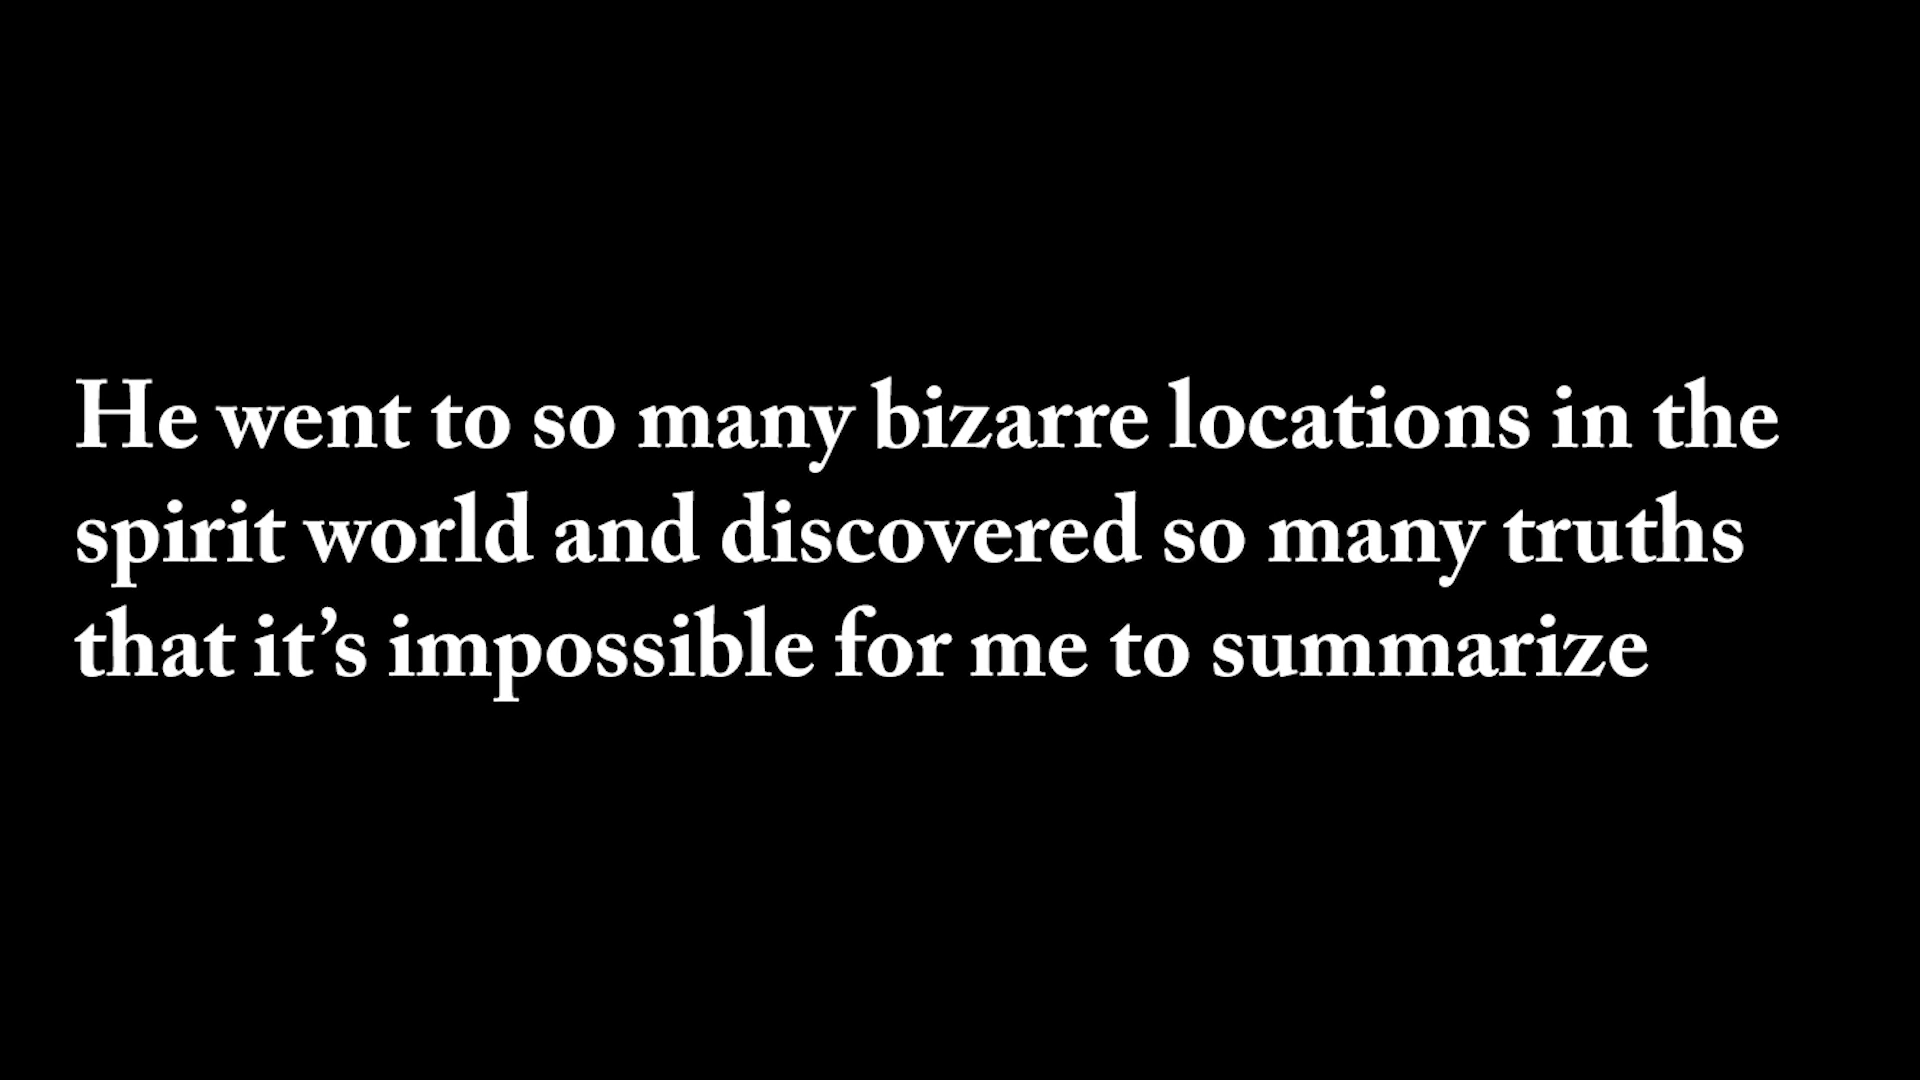 He went to so many bizarre locations in the
spirit world and discovered so many truths
that it’s impossible for me to summarize